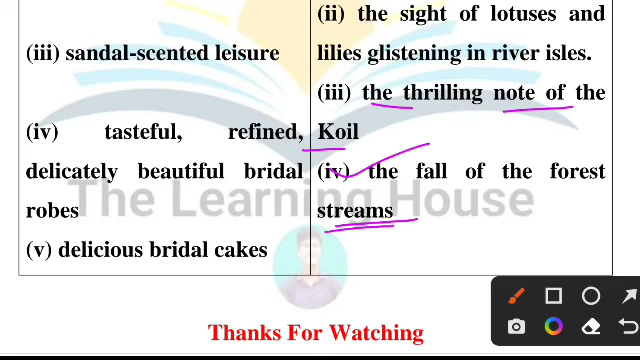 (ii) the sight of lotuses and
(iii) sandal-scented leisure
lilies glistening in river isles.
(iii) the thrilling note of the
(iv) tasteful, refined,
Koil
delicately beautiful bridal
(iv) the fall of the forest
robes
streams
(v) delicious bridal cakes
The Learning House
Thanks For Watching